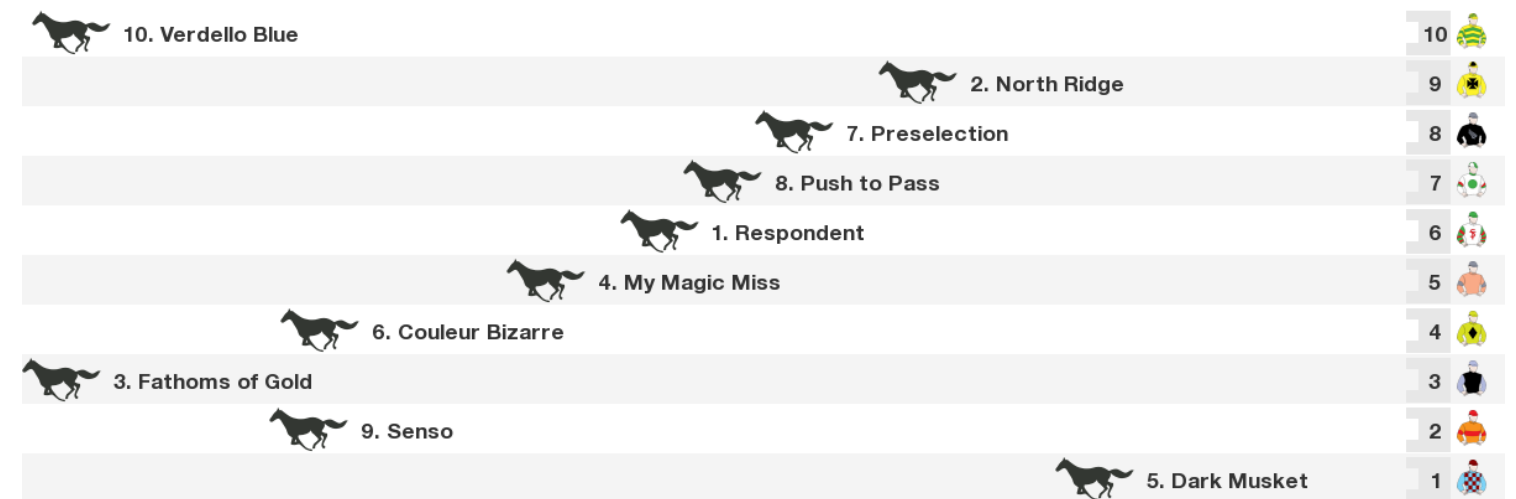 10. Verdello Blue 10
2. North Ridge 9
7. Preselection 8
8. Push to Pass 7
1. Respondent 6
4. My Magic Miss 5
6. Couleur Bizarre 4
3. Fathoms of Gold 3
9. Senso 2
5. Dark Musket 1